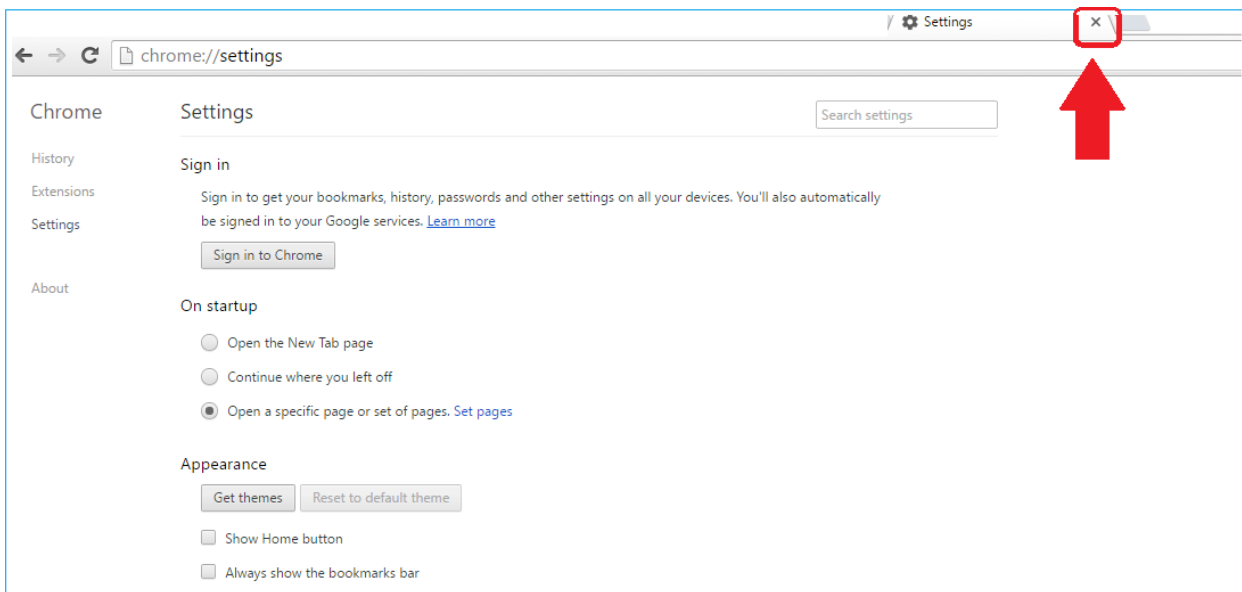 Settings
chrome://settings
Chrome
Settings
Search settings
History
Extensions
Settings
About
Sign in
Sign in to get your bookmarks, history, passwords and other settings on all your devices. You'll also automatically
be signed in to your Google services. Learn more
Sign in to Chrome
On startup
Open the New Tab page
Continue where you left off
Open a specific page or set of pages. Set pages
Appearance
Get themes
Reset to default theme
Show Home button
Always show the bookmarks bar